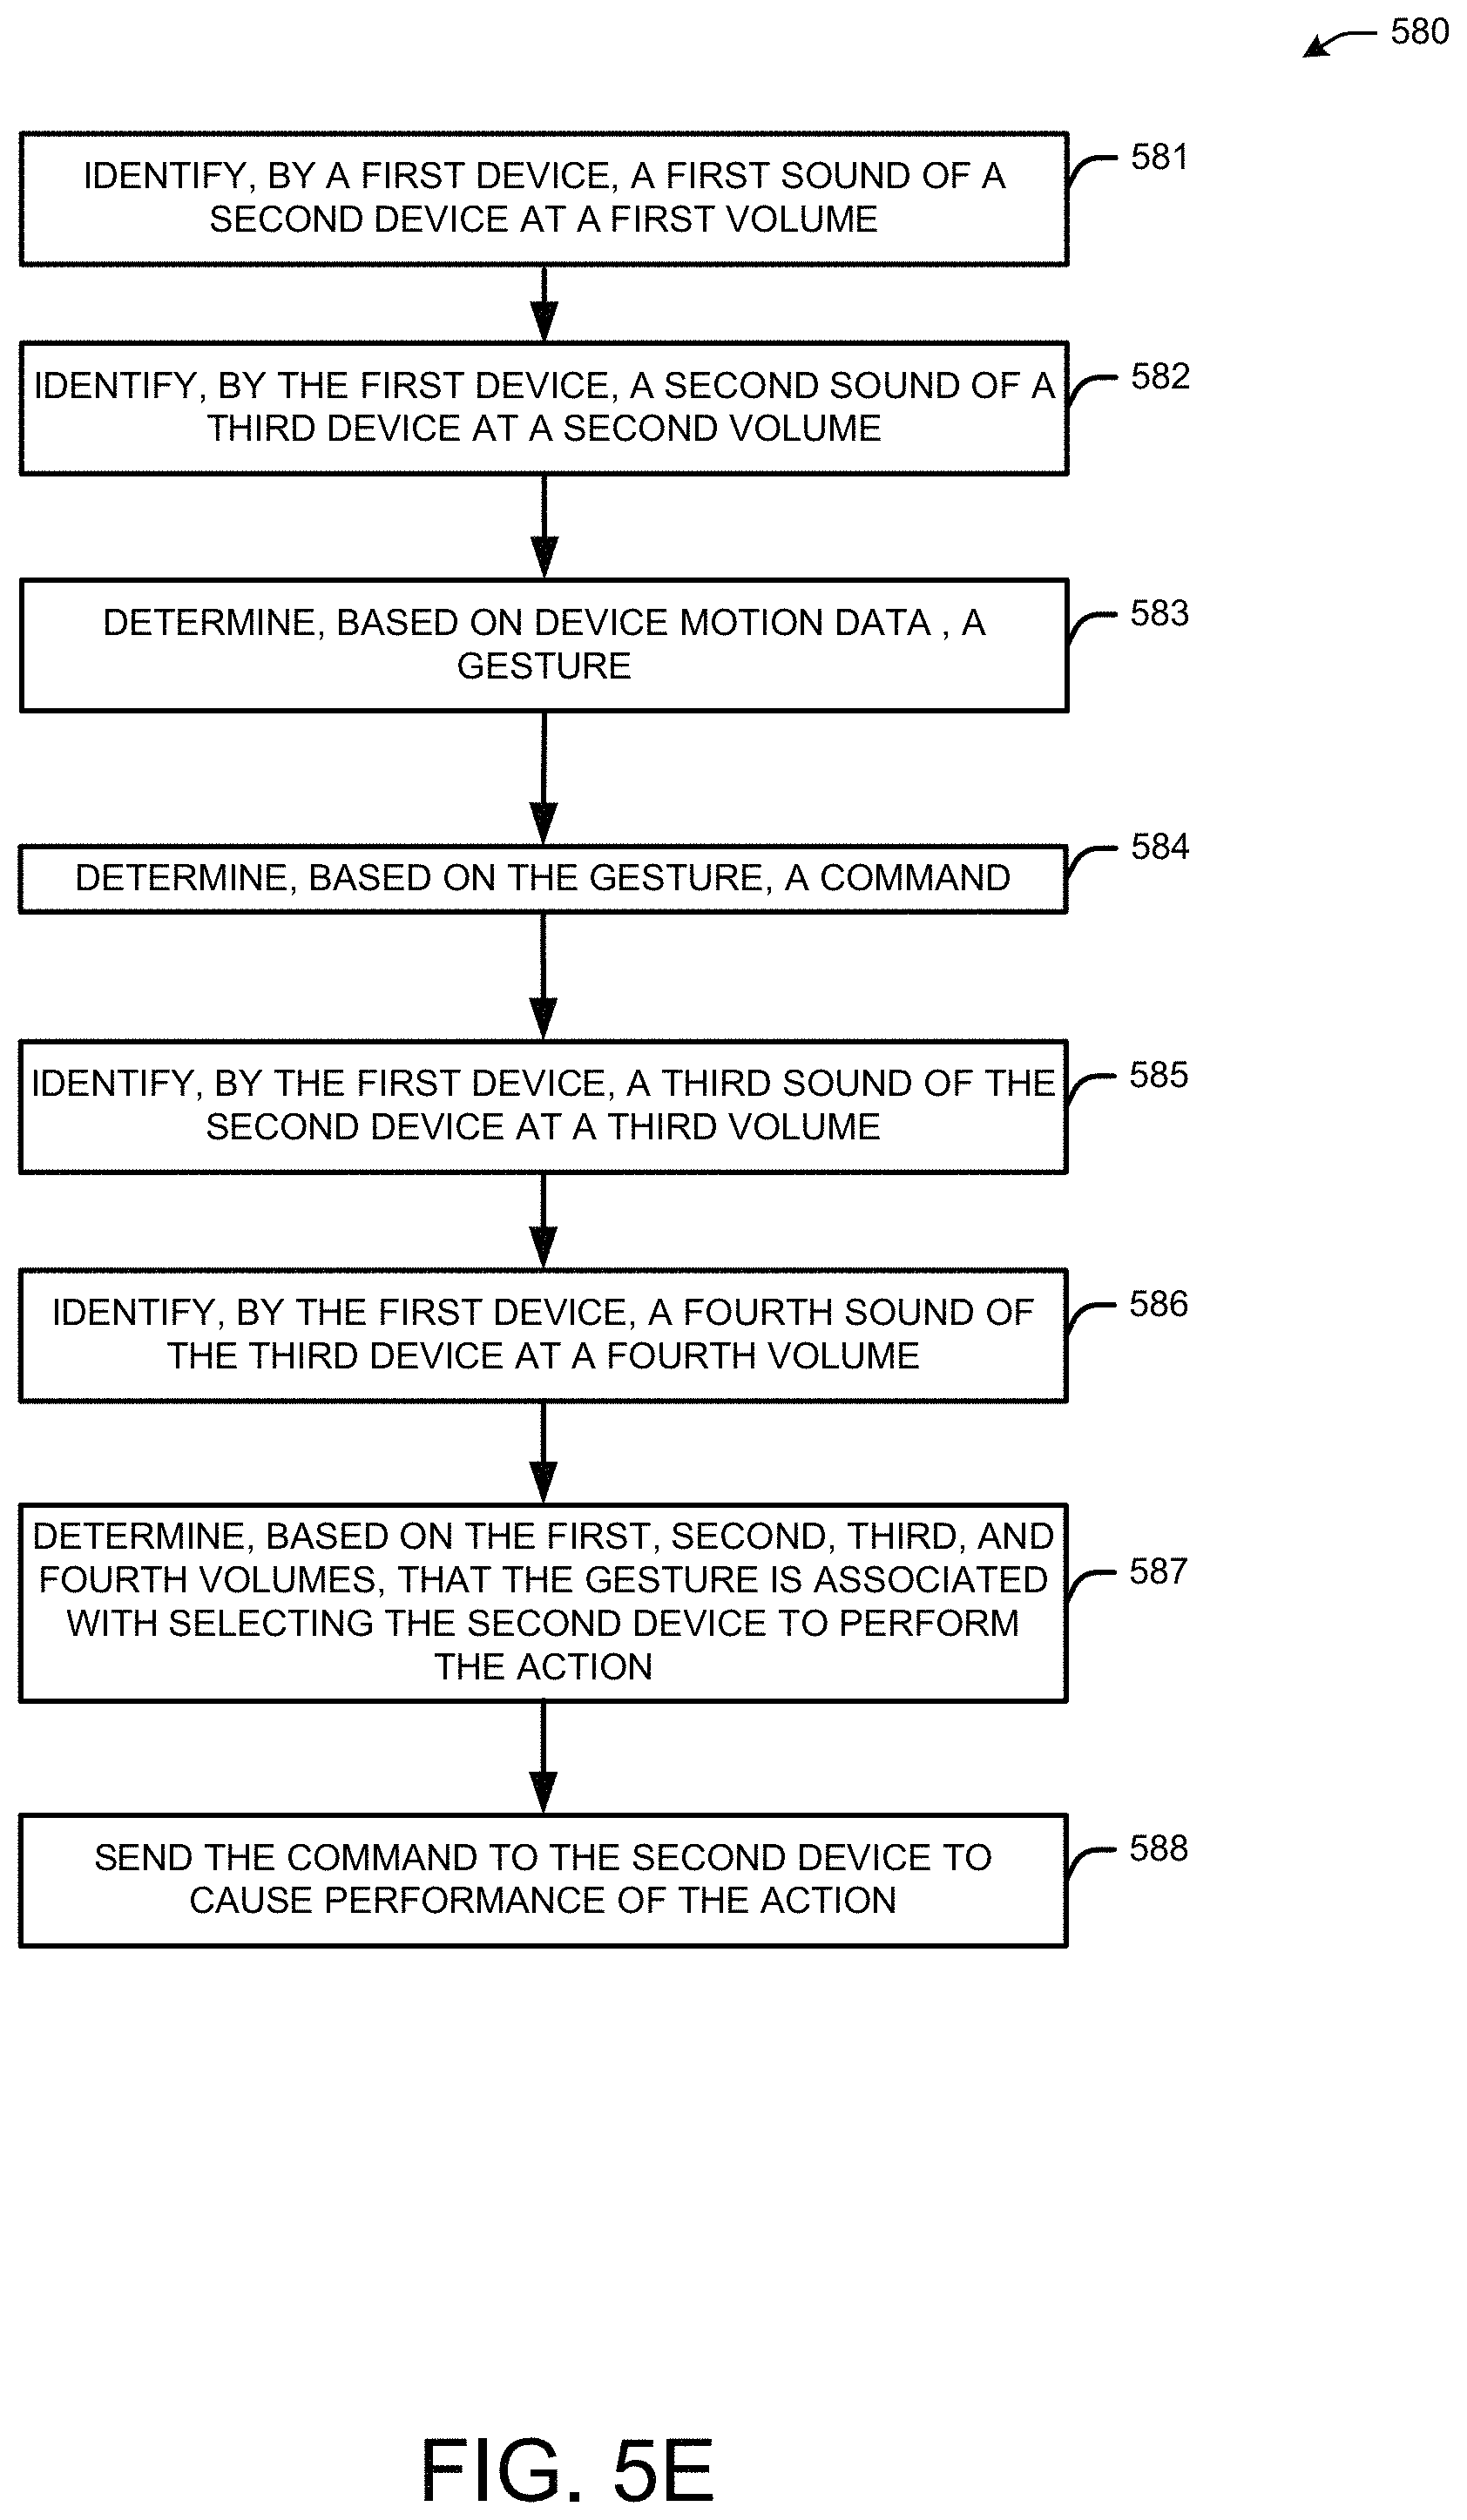 580
IDENTIFY, BY A FIRST DEVICE, A FIRST SOUND OF A
SECOND DEVICE AT A FIRST VOLUME
581
IDENTIFY, BY THE FIRST DEVICE, A SECOND SOUND OF A
THIRD DEVICE AT A SECOND VOLUME
582
DETERMINE, BASED ON DEVICE MOTION DATA , A
GESTURE
583
DETERMINE, BASED ON THE GESTURE, A COMMAND
584
IDENTIFY, BY THE FIRST DEVICE, A THIRD SOUND OF THE
SECOND DEVICE AT A THIRD VOLUME
585
IDENTIFY, BY THE FIRST DEVICE, A FOURTH SOUND OF
THE THIRD DEVICE AT A FOURTH VOLUME
586
DETERMINE, BASED ON THE FIRST, SECOND, THIRD, AND
FOURTH VOLUMES, THAT THE GESTURE IS ASSOCIATED
WITH SELECTING THE SECOND DEVICE TO PERFORM
THE ACTION
587
SEND THE COMMAND TO THE SECOND DEVICE TO
CAUSE PERFORMANCE OF THE ACTION
588
FIG. 5E